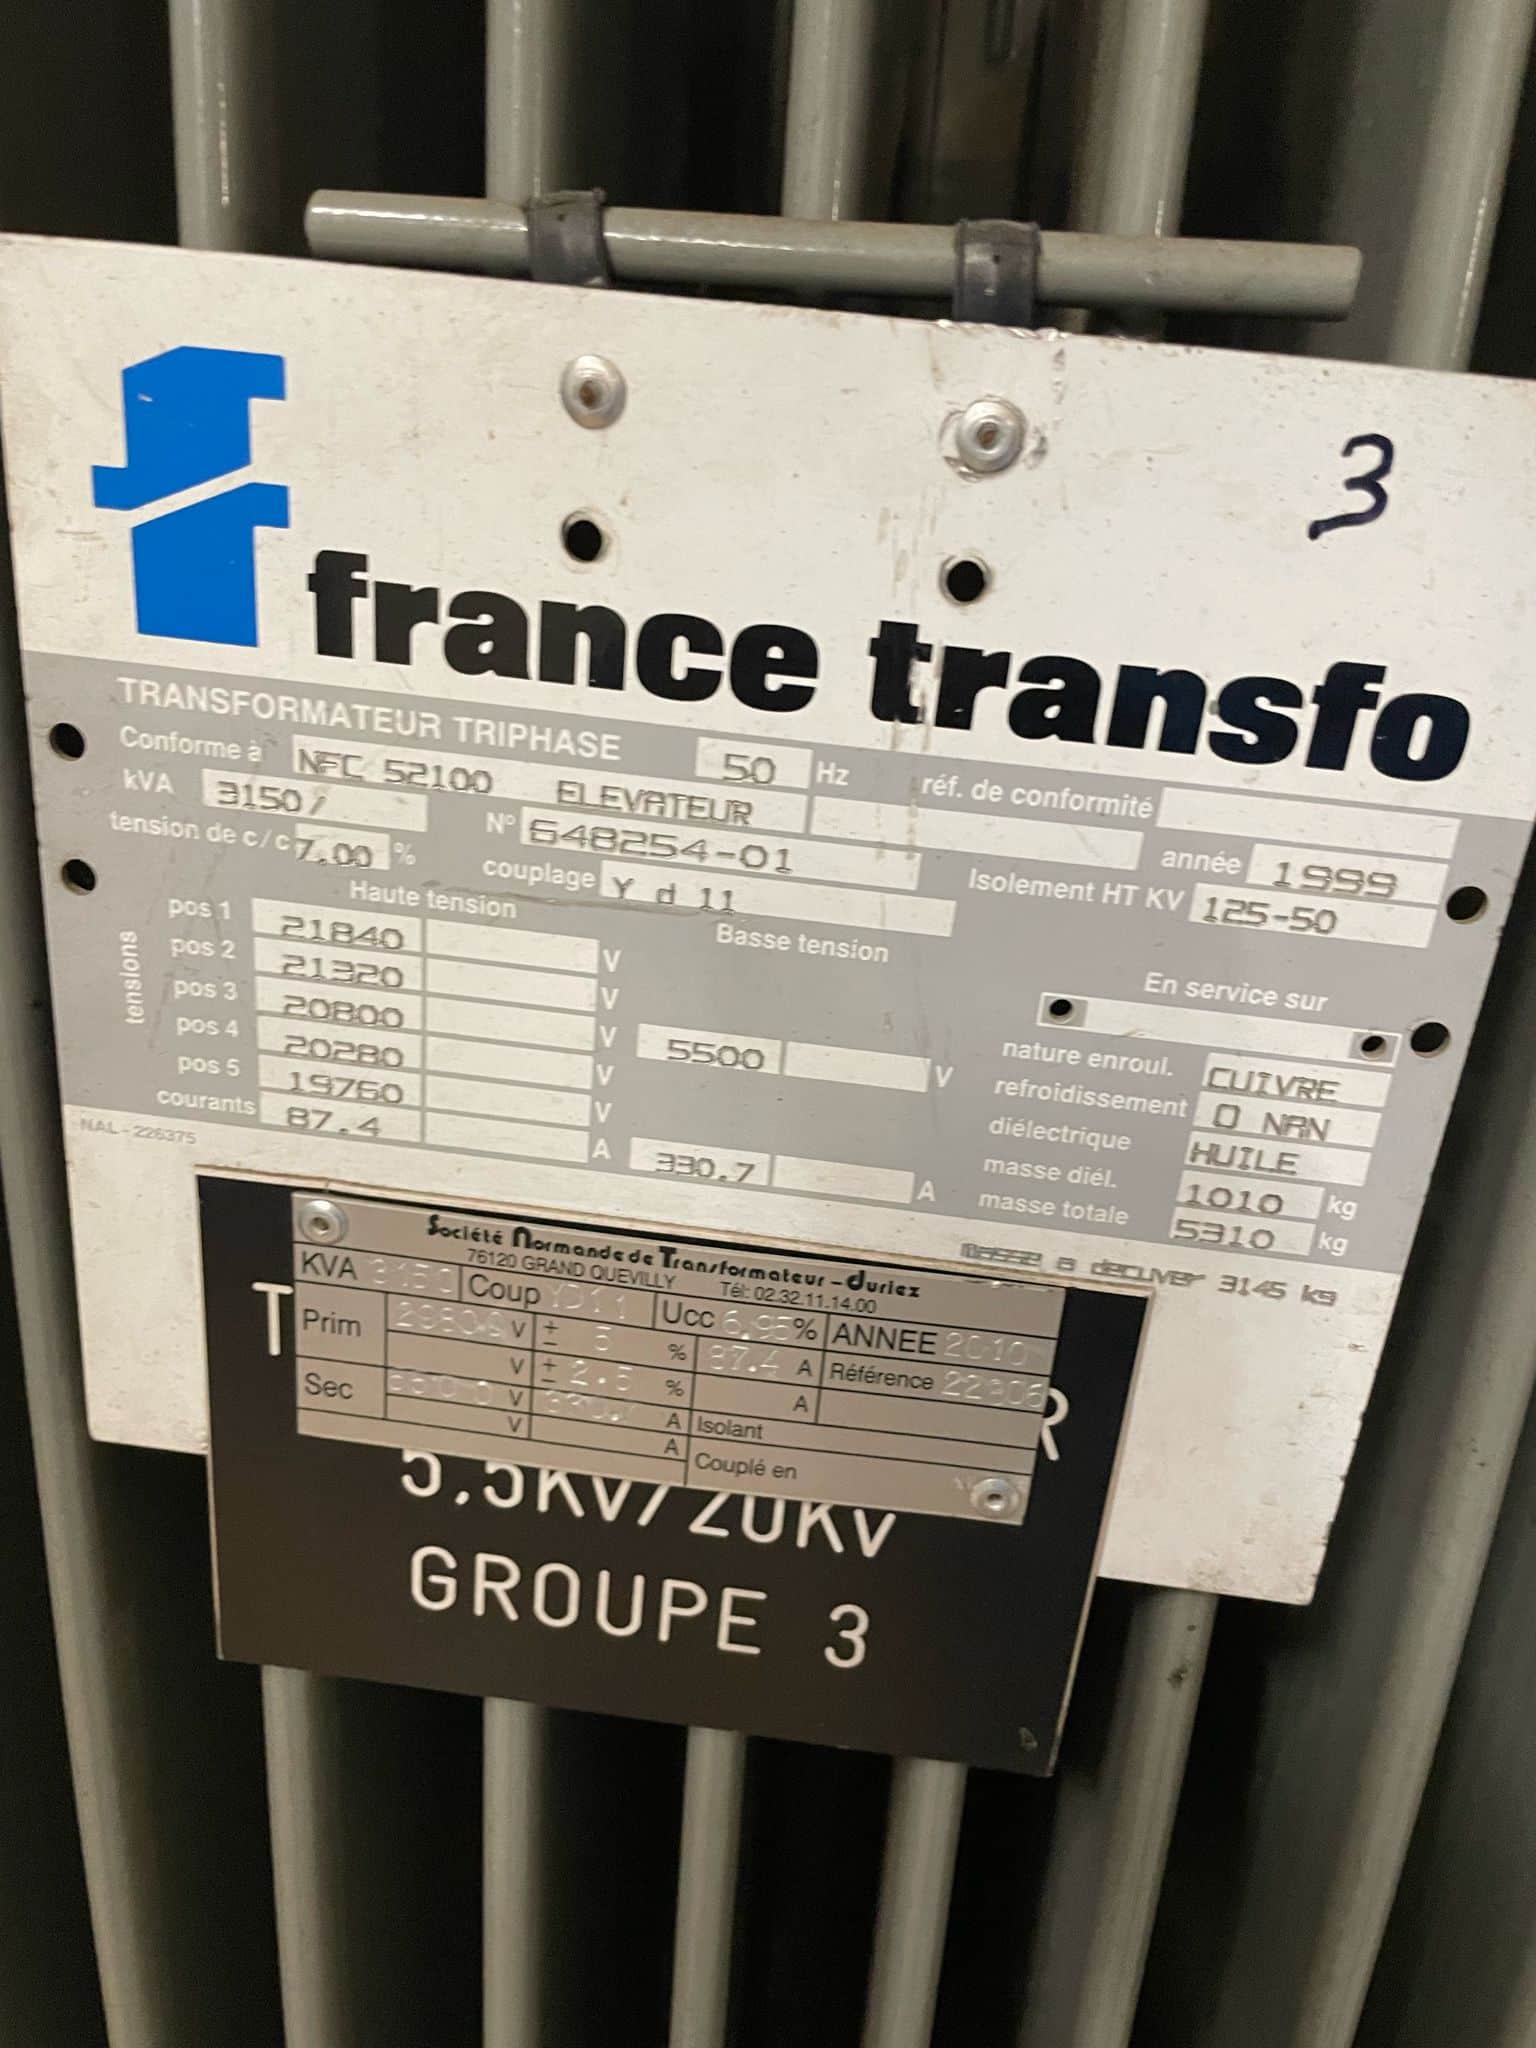 3
france transfo
TRANSFORMATEUR TRIPHASE 50 Hz réf. de conformité
Conforme à NFC 52100 ELEVATEUR
kVA 3150/ N° 648254-01 année 1999
tension de c/c 7.00 % couplage Y d 11 Isolement HT KV 125-50
Haute tension Basse tension
tensions
pos 1 21840 V
pos 2 21320 V
pos 3 20800 V 5500 V
pos 4 20280 V
pos 5 19760 V
courants 87.4 A 330.7 A
En service sur
nature enroul. CUIVRE
refroidissement O NAN
diélectrique HUILE
masse diél. 1010 kg
masse totale 5310 kg
Masse a decuver 3145 kg
NAL-226375
Société Normande de Transformateur-Duriez
76120 GRAND QUEVILLY Tél: 02.32.11.14.00
KVA 3150 Coup YD11 Ucc 6.95% ANNEE 2010
Prim V ± 5 % 87.4 A Référence
V ± 2.5 % A
Sec V A Isolant
V A Couplé en
T R
5,5KV/20KV
GROUPE 3